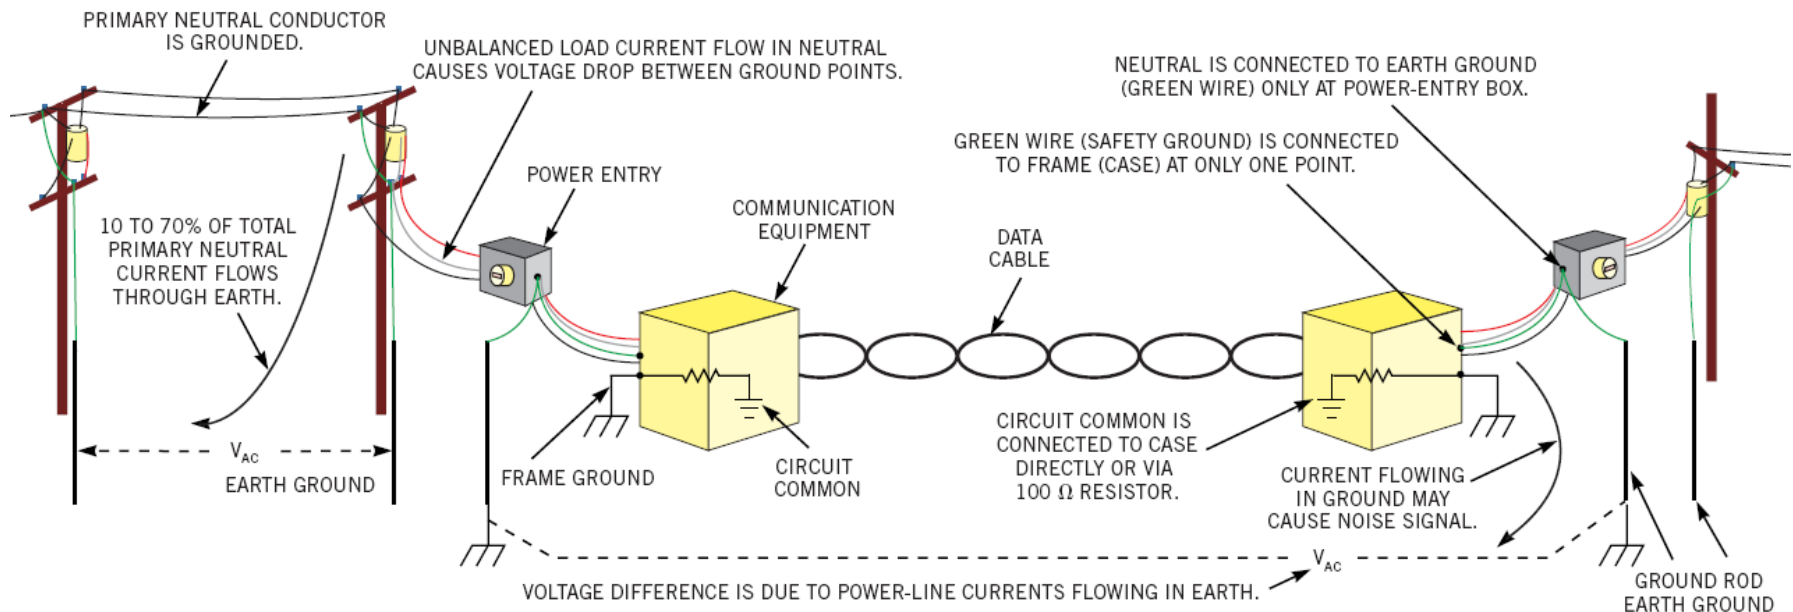 PRIMARY NEUTRAL CONDUCTOR
IS GROUNDED.
UNBALANCED LOAD CURRENT FLOW IN NEUTRAL
CAUSES VOLTAGE DROP BETWEEN GROUND POINTS.
NEUTRAL IS CONNECTED TO EARTH GROUND
(GREEN WIRE) ONLY AT POWER-ENTRY BOX.
GREEN WIRE (SAFETY GROUND) IS CONNECTED
TO FRAME (CASE) AT ONLY ONE POINT.
POWER ENTRY
COMMUNICATION
EQUIPMENT
DATA
CABLE
10 TO 70% OF TOTAL
PRIMARY NEUTRAL
CURRENT FLOWS
THROUGH EARTH.
VAC
EARTH GROUND
FRAME GROUND
CIRCUIT
COMMON
CIRCUIT COMMON IS
CONNECTED TO CASE
DIRECTLY OR VIA
100 Ω RESISTOR.
CURRENT FLOWING
IN GROUND MAY
CAUSE NOISE SIGNAL.
VAC
VOLTAGE DIFFERENCE IS DUE TO POWER-LINE CURRENTS FLOWING IN EARTH.
GROUND ROD
EARTH GROUND